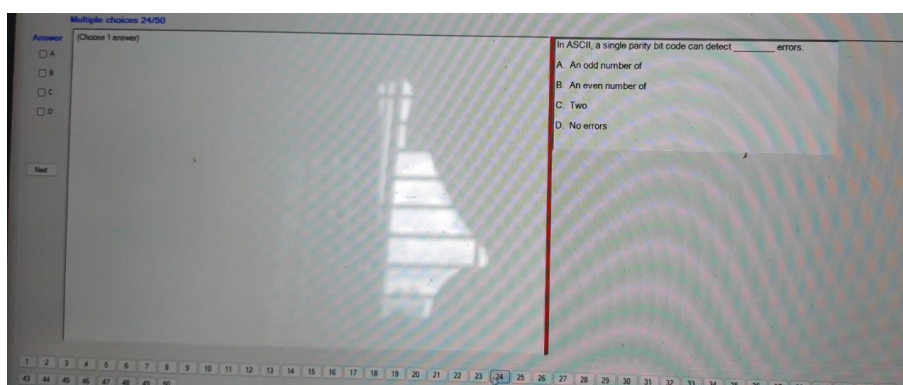 Multiple choices 24/50
Answer
(Choose 1 answer)
A
B
C
D
Next
In ASCII, a single parity bit code can detect _________ errors.
A. An odd number of
B. An even number of
C. Two
D. No errors
1 2 3 4 5 6 7 8 9 10 11 12 13 14 15 16 17 18 19 20 21 22 23 24 25 26 27 28 29 30 31 32 33 34
43 44 45 46 47 48 49 50